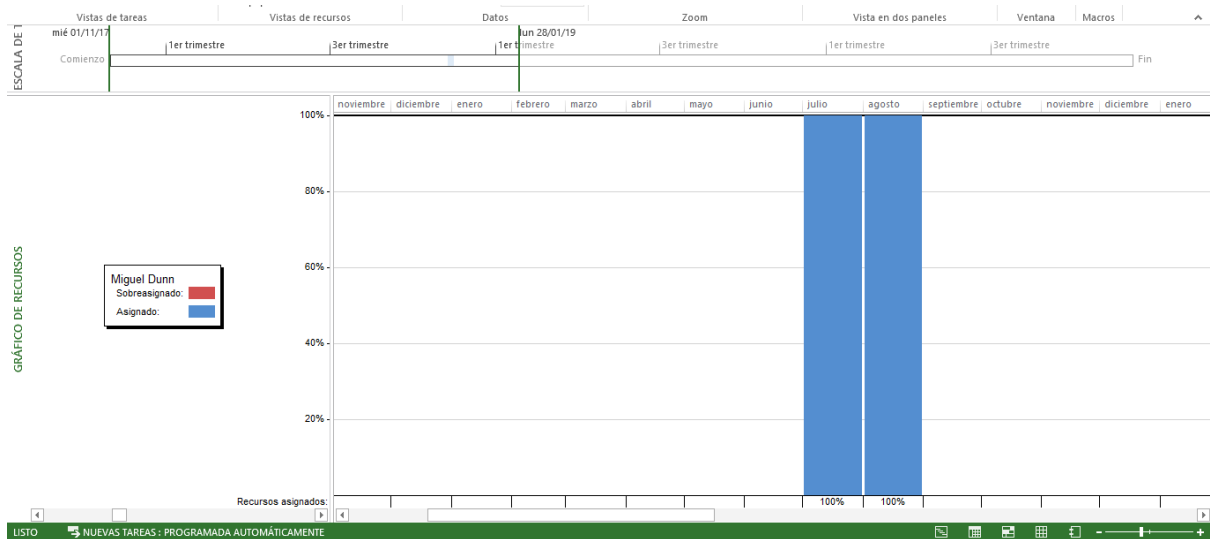 Vistas de tareas Vistas de recursos Datos Zoom Vista en dos paneles Ventana Macros
mié 01/11/17 lun 28/01/19
1er trimestre 3er trimestre 1er trimestre 3er trimestre 1er trimestre 3er trimestre
Comienzo Fin
ESCALA DE T
noviembre diciembre enero febrero marzo abril mayo junio julio agosto septiembre octubre noviembre diciembre enero
100%
80%
60%
40%
20%
GRÁFICO DE RECURSOS
Miguel Dunn
Sobreasignado:
Asignado:
Recursos asignados: 100% 100%
LISTO NUEVAS TAREAS : PROGRAMADA AUTOMÁTICAMENTE